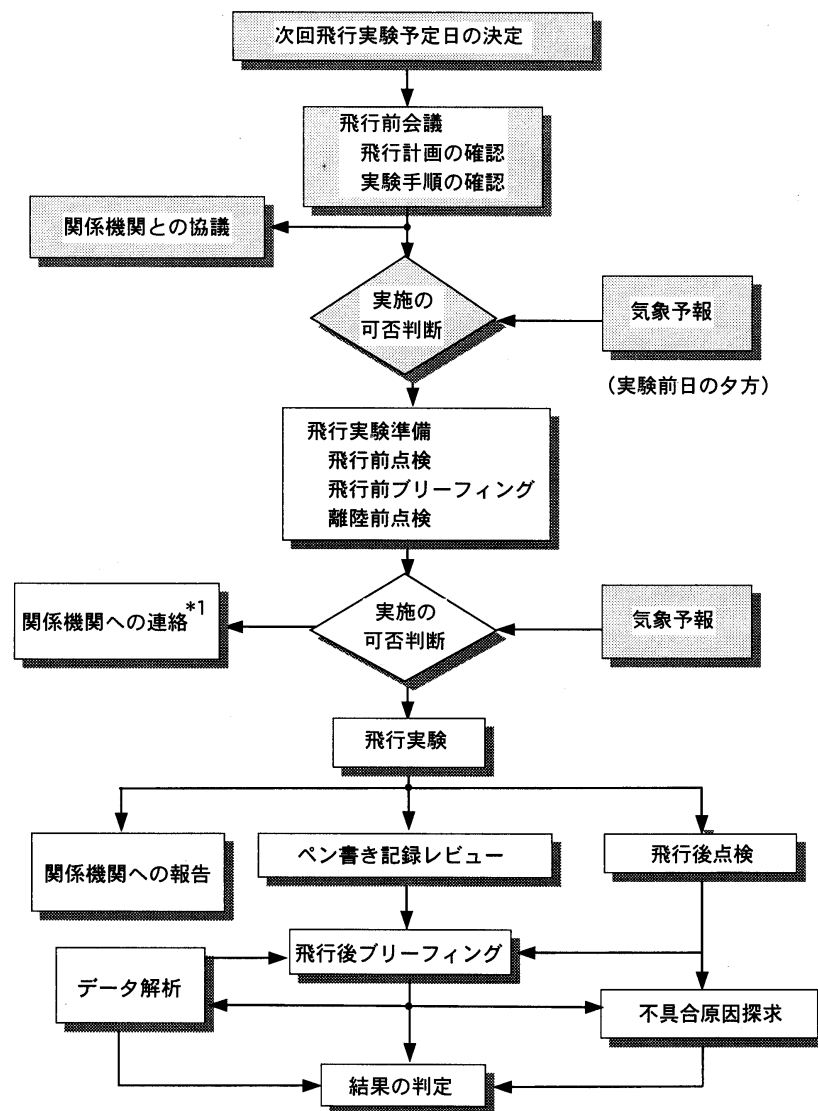 次回飛行実験予定日の決定
飛行前会議
飛行計画の確認
実験手順の確認
関係機関との協議
実施の
可否判断
気象予報
（実験前日の夕方）
飛行実験準備
飛行前点検
飛行前ブリーフィング
離陸前点検
関係機関への連絡*1
実施の
可否判断
気象予報
飛行実験
関係機関への報告
ペン書き記録レビュー
飛行後点検
飛行後ブリーフィング
データ解析
不具合原因探求
結果の判定